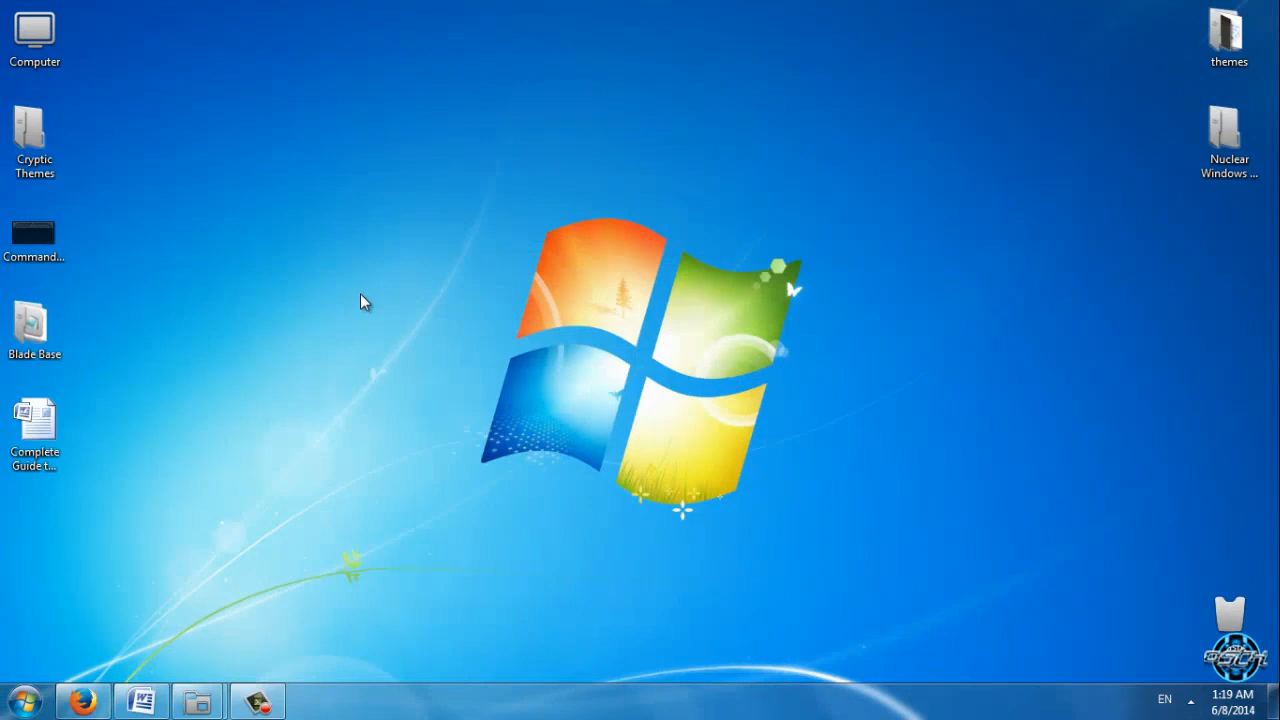 Computer
Cryptic
Themes
Command...
Blade Base
Complete
Guide t...
themes
Nuclear
Windows ...
EN
1:19 AM
6/8/2014